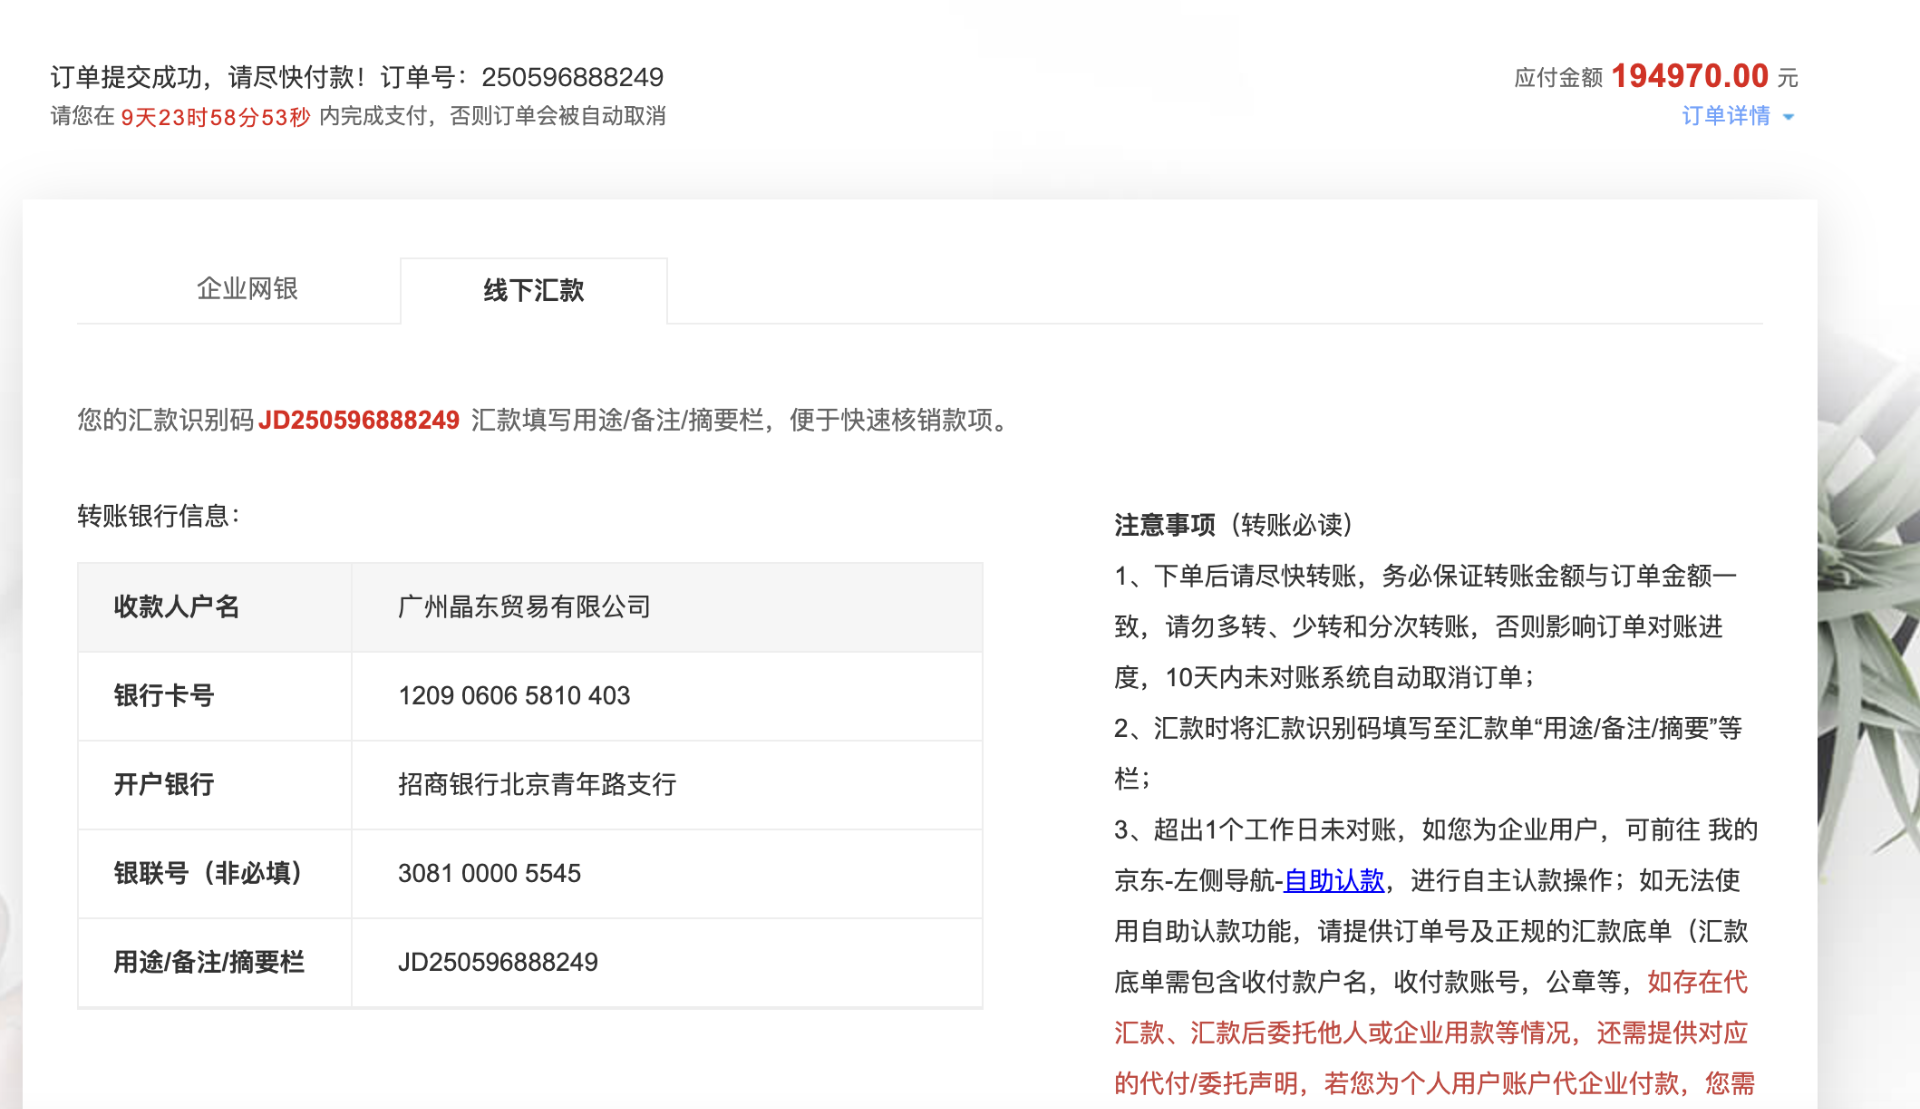 订单提交成功，请尽快付款！订单号：250596888249
应付金额 194970.00 元
请您在 9天23时58分53秒 内完成支付，否则订单会被自动取消
订单详情
企业网银
线下汇款
您的汇款识别码JD250596888249 汇款填写用途/备注/摘要栏，便于快速核销款项。
转账银行信息：
收款人户名 广州晶东贸易有限公司
银行卡号 1209 0606 5810 403
开户银行 招商银行北京青年路支行
银联号（非必填） 3081 0000 5545
用途/备注/摘要栏 JD250596888249
注意事项（转账必读）
1、下单后请尽快转账，务必保证转账金额与订单金额一
致，请勿多转、少转和分次转账，否则影响订单对账进
度，10天内未对账系统自动取消订单；
2、汇款时将汇款识别码填写至汇款单“用途/备注/摘要”等
栏；
3、超出1个工作日未对账，如您为企业用户，可前往 我的
京东-左侧导航-自助认款，进行自主认款操作；如无法使
用自助认款功能，请提供订单号及正规的汇款底单（汇款
底单需包含收付款户名，收付款账号，公章等，如存在代
汇款、汇款后委托他人或企业用款等情况，还需提供对应
的代付/委托声明，若您为个人用户账户代企业付款，您需